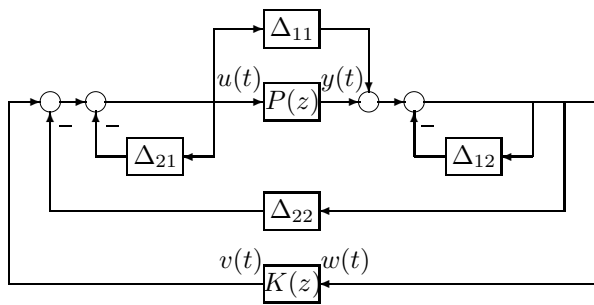 Δ₁₁
u(t) P(z) y(t)
− − −
Δ₂₁ Δ₁₂
Δ₂₂
v(t) K(z) w(t)